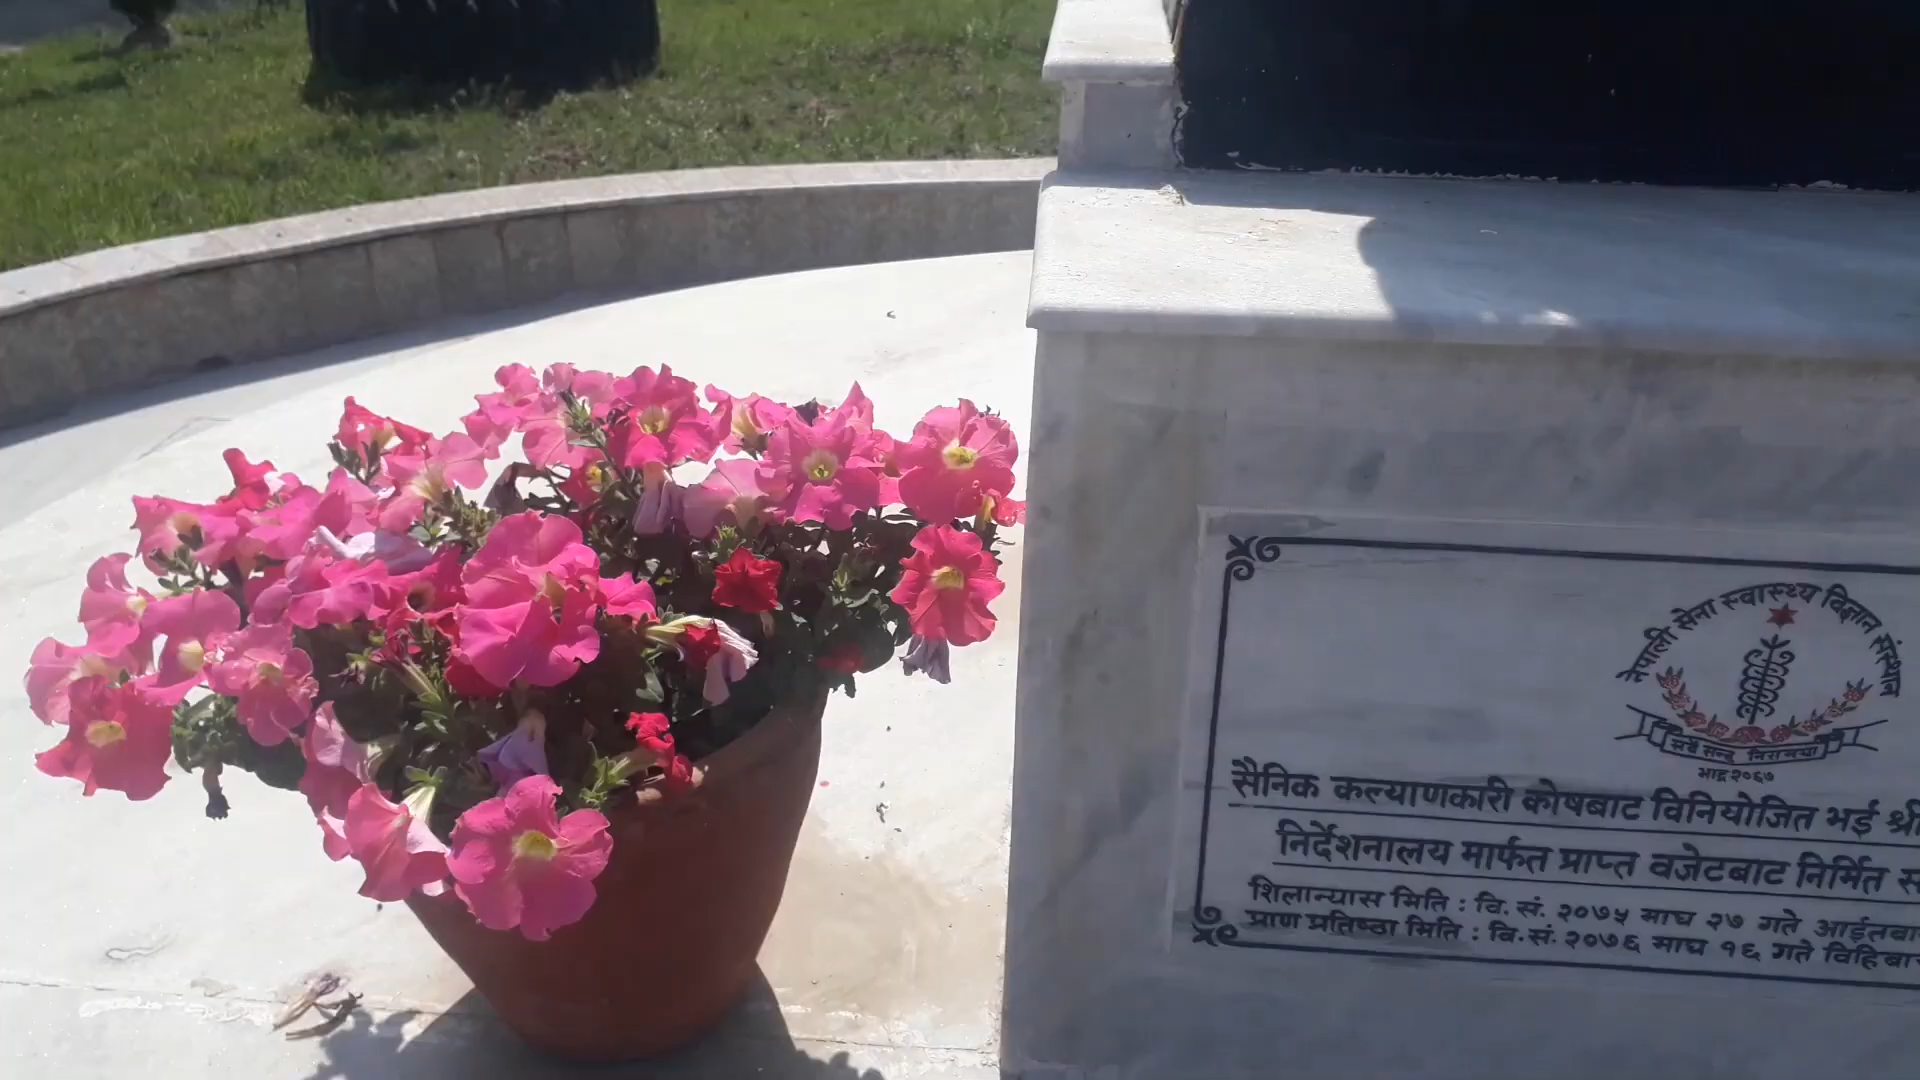 नेपाली सेना स्वास्थ्य विज्ञान संस्थान
सर्वे सन्तु निरामया
भाद्र २०६७
सैनिक कल्याणकारी कोषबाट विनियोजित भई श्री
निर्देशनालय मार्फत प्राप्त वजेटबाट निर्मित
शिलान्यास मिति : वि. सं. २०७५ माघ २७ गते आईतबा
प्राण प्रतिष्ठा मिति : वि.सं. २०७६ माघ १६ गते विहिबा